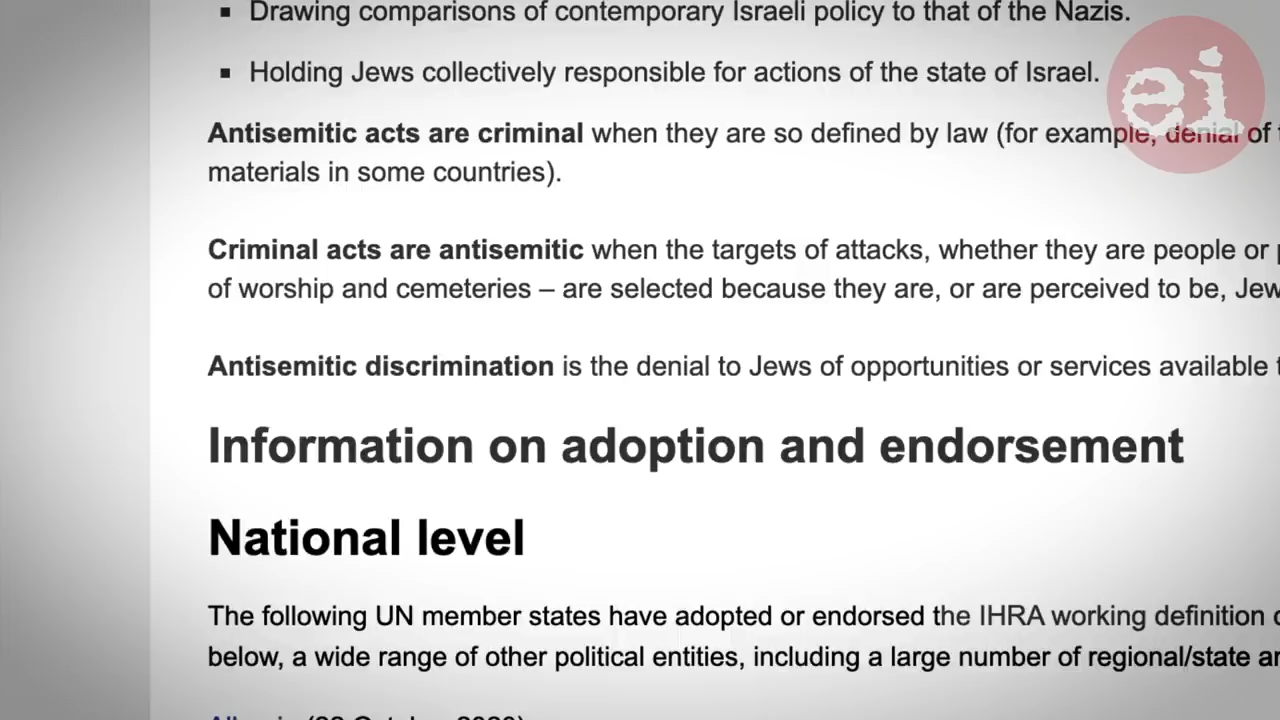 ▪ Drawing comparisons of contemporary Israeli policy to that of the Nazis.
▪ Holding Jews collectively responsible for actions of the state of Israel.
ei
Antisemitic acts are criminal when they are so defined by law (for example, denial of
materials in some countries).
Criminal acts are antisemitic when the targets of attacks, whether they are people or
of worship and cemeteries – are selected because they are, or are perceived to be, Jew
Antisemitic discrimination is the denial to Jews of opportunities or services available
Information on adoption and endorsement
National level
The following UN member states have adopted or endorsed the IHRA working definition
below, a wide range of other political entities, including a large number of regional/state